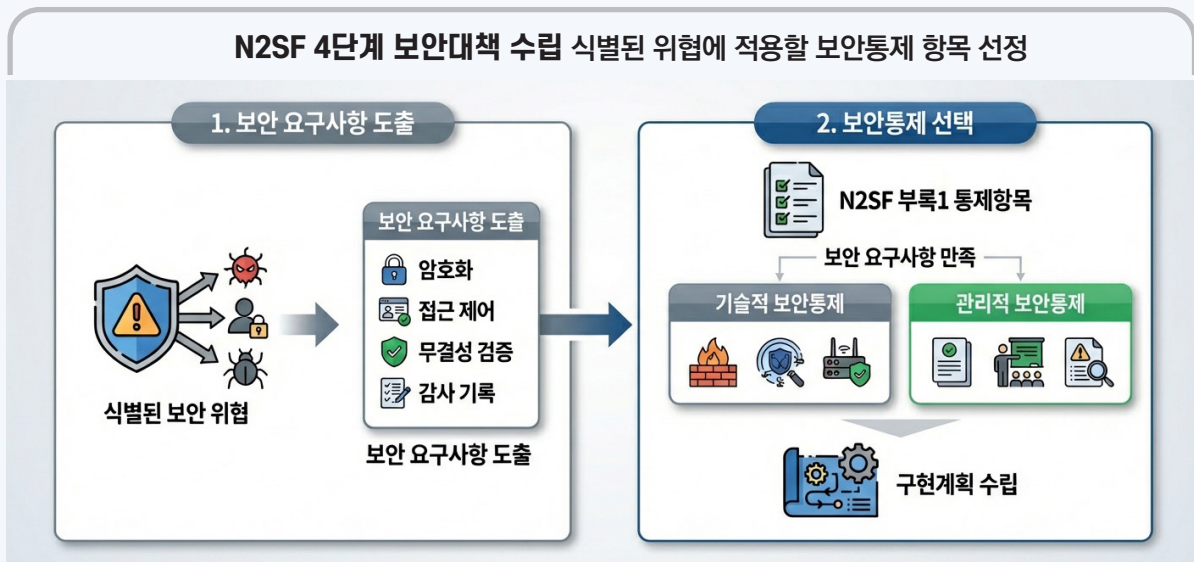 N2SF 4단계 보안대책 수립 식별된 위협에 적용할 보안통제 항목 선정
1. 보안 요구사항 도출
식별된 보안 위협
보안 요구사항 도출
암호화
접근 제어
무결성 검증
감사 기록
보안 요구사항 도출
2. 보안통제 선택
N2SF 부록1 통제항목
보안 요구사항 만족
기술적 보안통제
관리적 보안통제
구현계획 수립